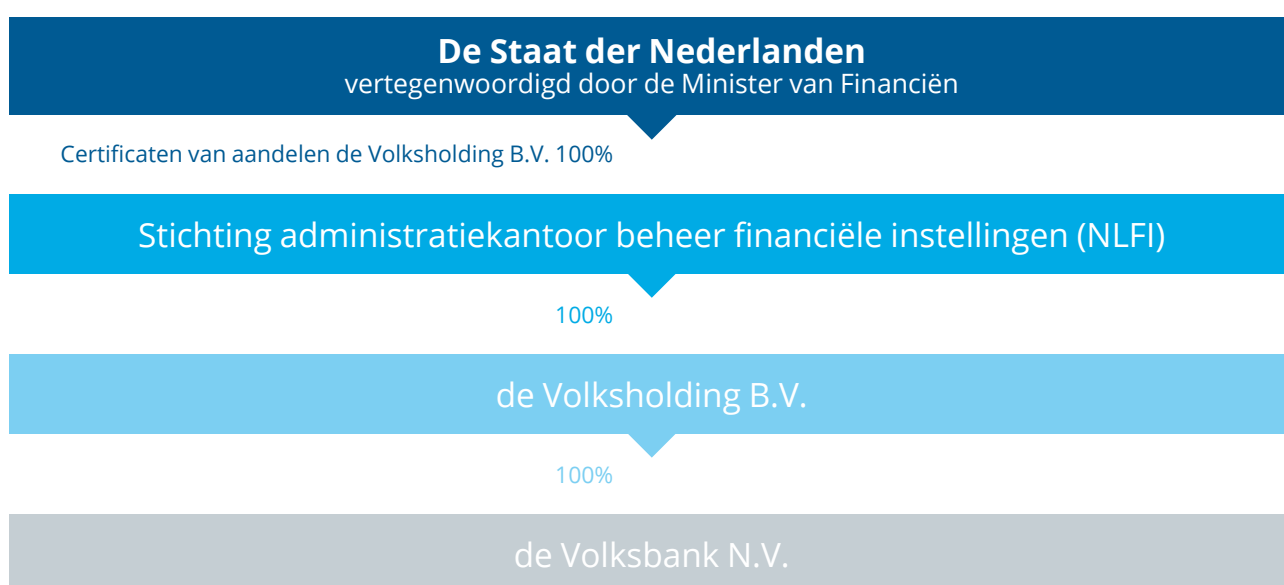 De Staat der Nederlanden
vertegenwoordigd door de Minister van Financiën
Certificaten van aandelen de Volksholding B.V. 100%
Stichting administratiekantoor beheer financiële instellingen (NLFI)
100%
de Volksholding B.V.
100%
de Volksbank N.V.